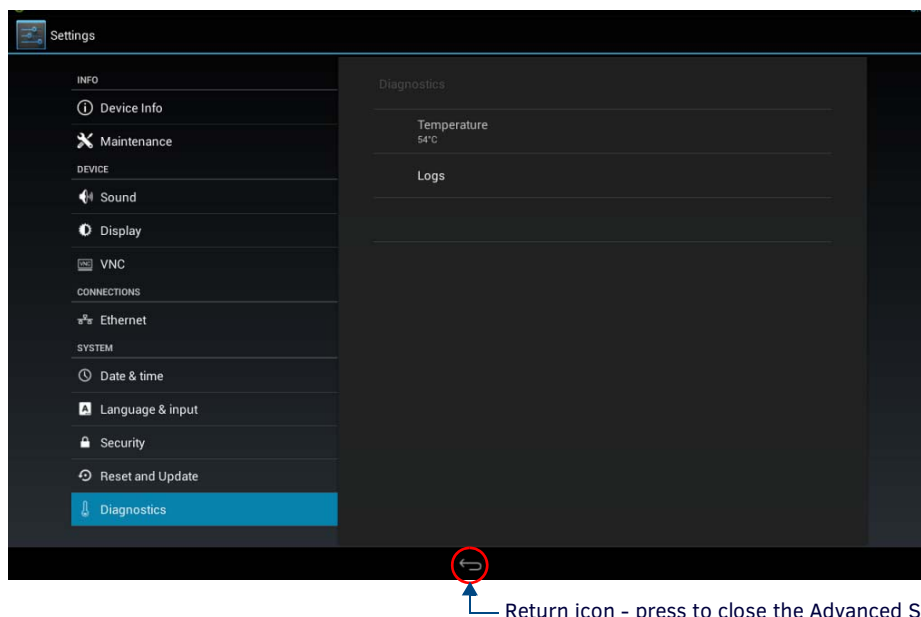 Settings
INFO
Device Info
Maintenance
DEVICE
Sound
Display
VNC
VNC
CONNECTIONS
Ethernet
SYSTEM
Date & time
A
Language & input
Security
Reset and Update
Diagnostics
Diagnostics
Temperature
54°C
Logs
Return icon - press to close the Advanced S